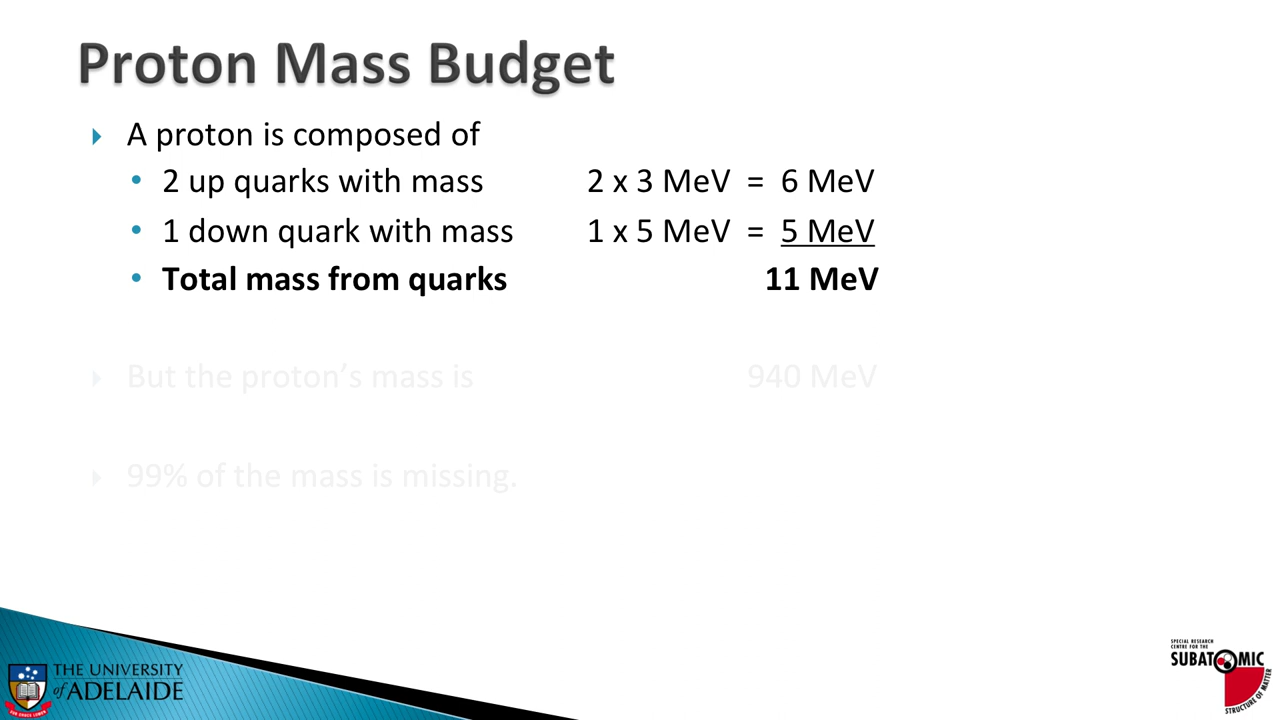 Proton Mass Budget
A proton is composed of
• 2 up quarks with mass 2 x 3 MeV = 6 MeV
• 1 down quark with mass 1 x 5 MeV = 5 MeV
• Total mass from quarks 11 MeV
But the proton’s mass is 940 MeV
99% of the mass is missing.
THE UNIVERSITY
of ADELAIDE
SPECIAL RESEARCH
CENTRE FOR THE
SUBATOMIC
STRUCTURE OF MATTER